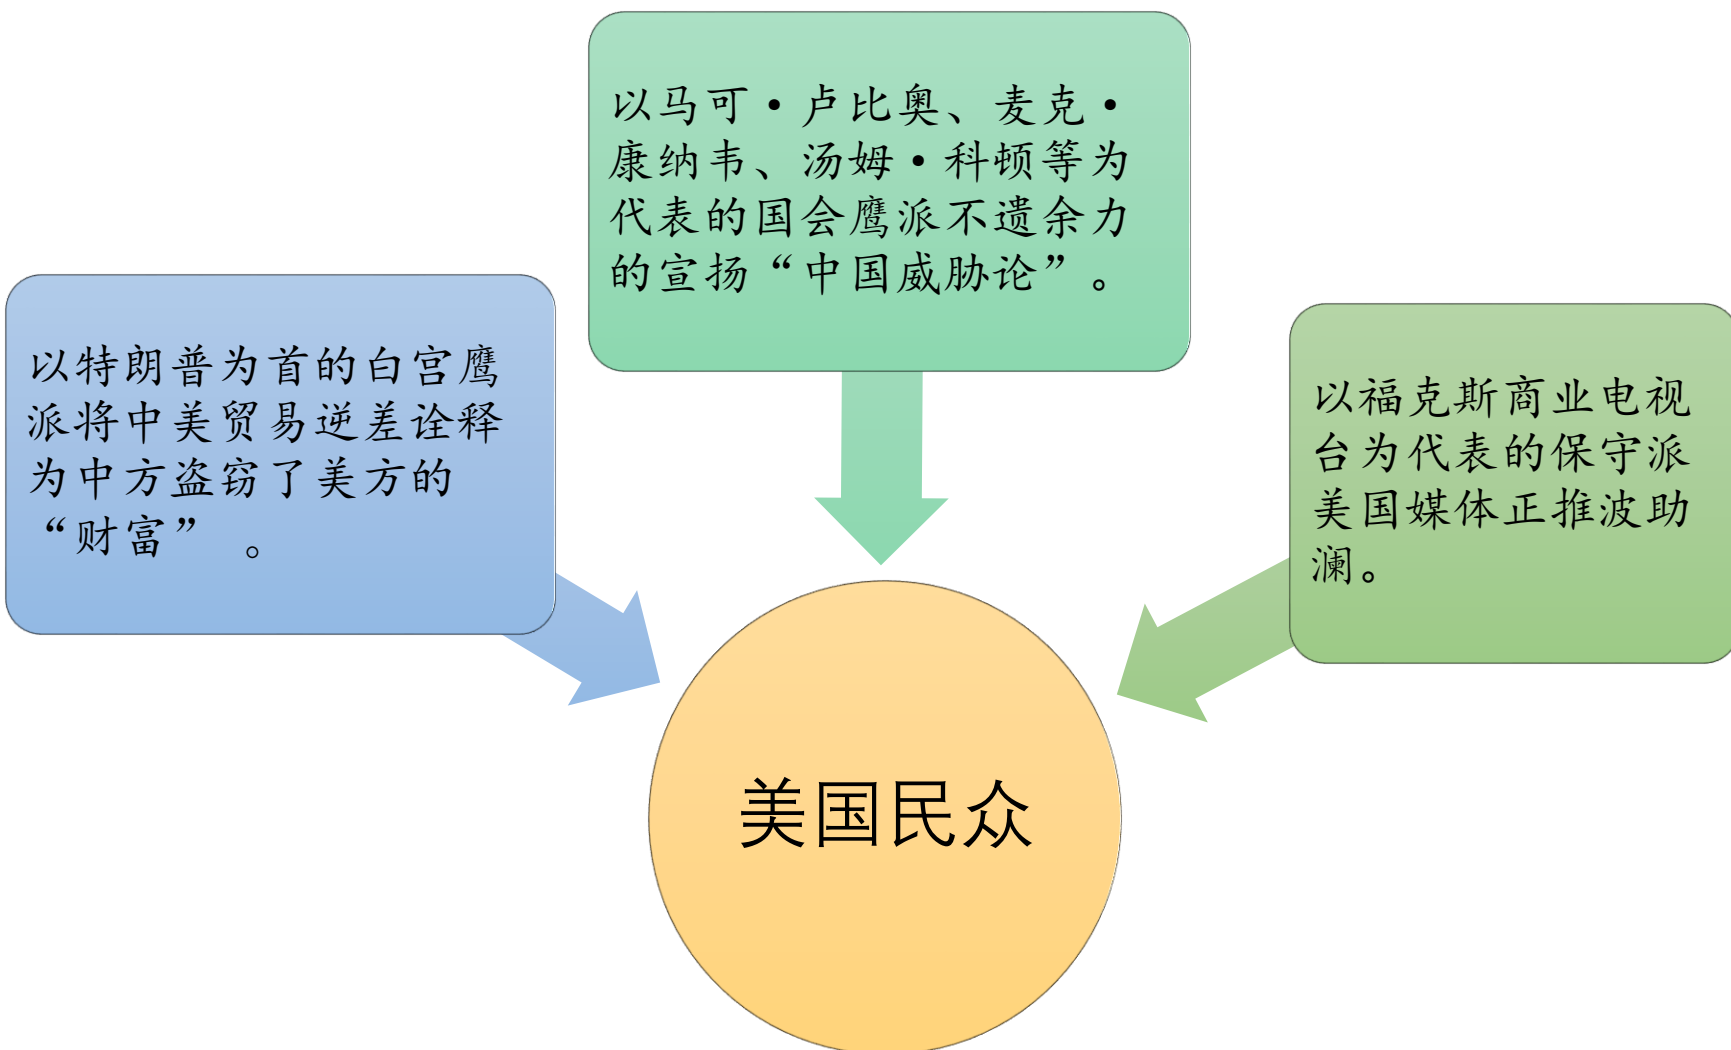 以马可·卢比奥、麦克·
康纳韦、汤姆·科顿等为
代表的国会鹰派不遗余力
的宣扬“中国威胁论”。
以特朗普为首的白宫鹰
派将中美贸易逆差诠释
为中方盗窃了美方的
“财富” 。
以福克斯商业电视
台为代表的保守派
美国媒体正推波助
澜。
美国民众